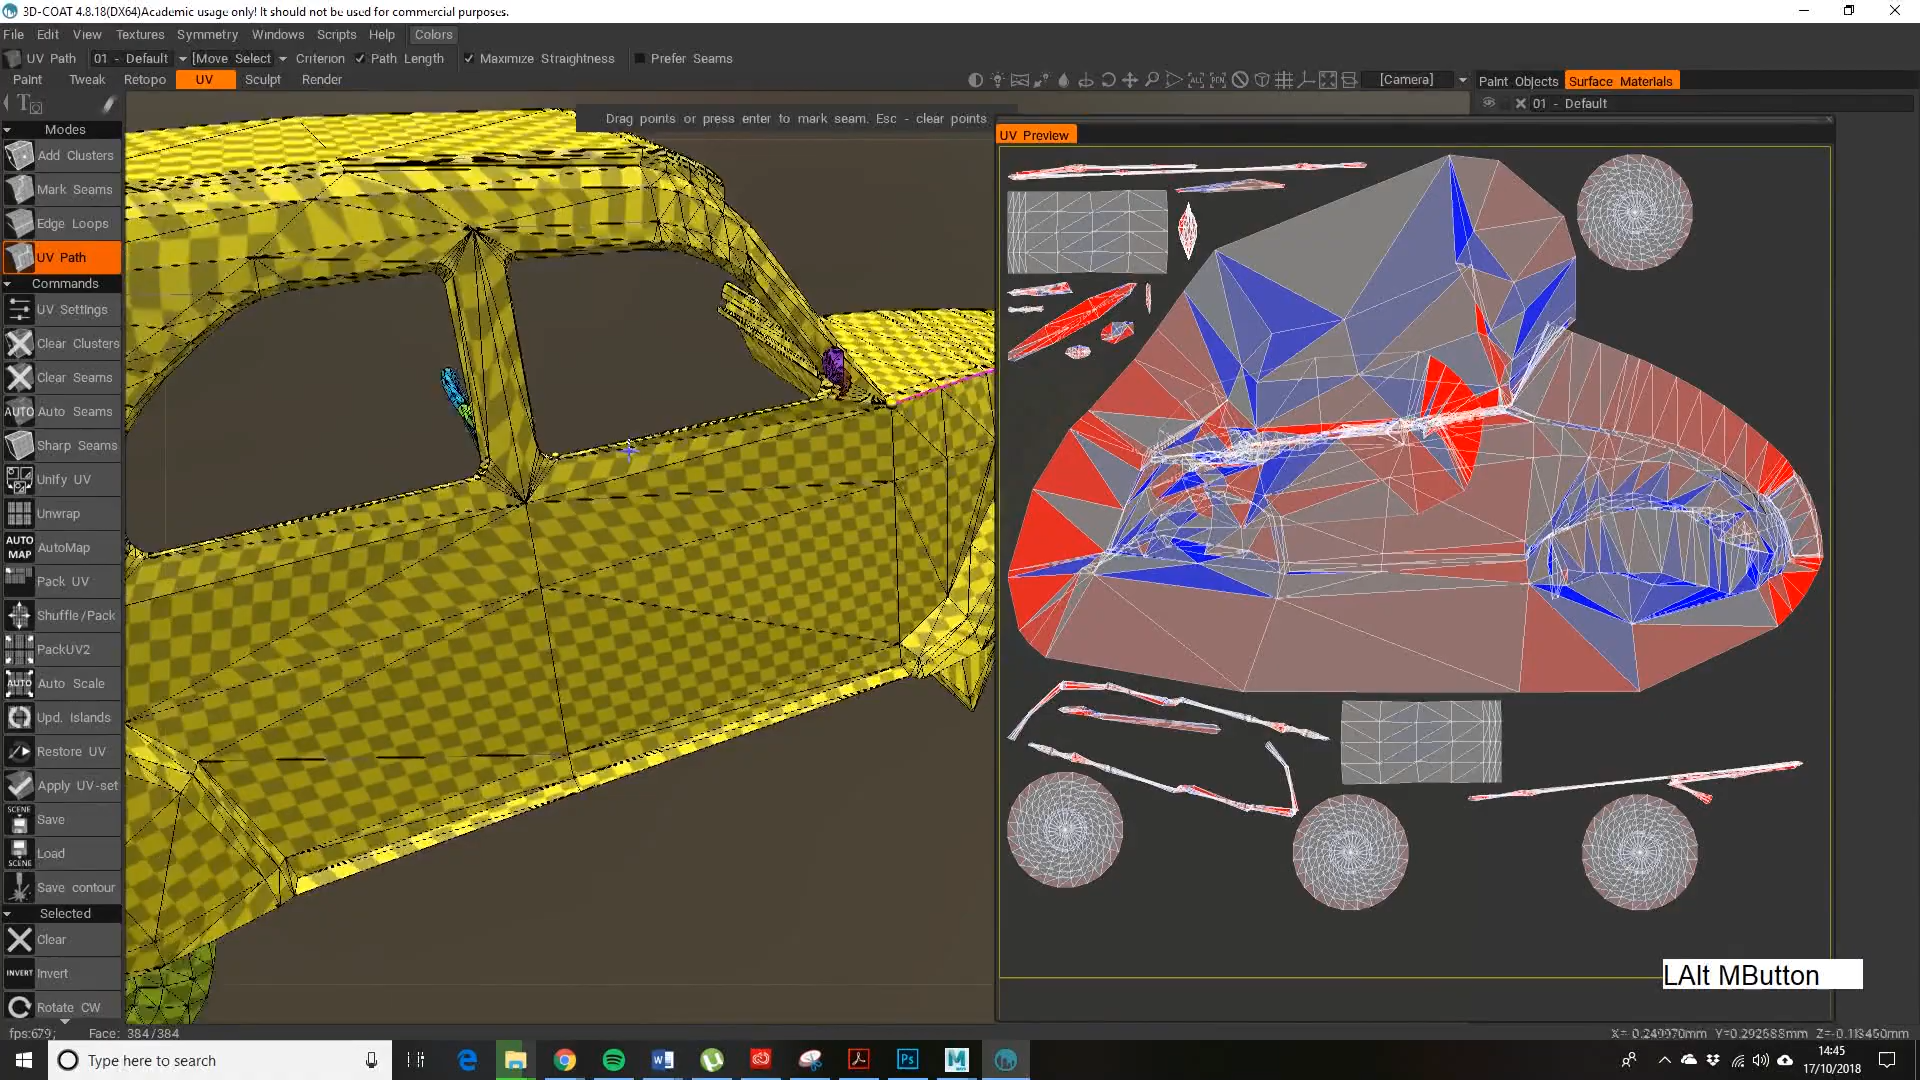 3D-COAT 4.8.18(DX64)Academic usage only! It should not be used for commercial purposes.
File Edit View Textures Symmetry Windows Scripts Help Colors
UV Path 01 - Default [Move Select Criterion Path Length Maximize Straightness Prefer Seams
Paint Tweak Retopo UV Sculpt Render [Camera] Paint Objects Surface Materials
01 - Default
Drag points or press enter to mark seam. Esc - clear points.
UV Preview
Modes
Add Clusters
Mark Seams
Edge Loops
UV Path
Commands
UV Settings
Clear Clusters
Clear Seams
AUTO Auto Seams
Sharp Seams
Unify UV
Unwrap
AUTO MAP AutoMap
Pack UV
Shuffle/Pack
PackUV2
AUTO Auto Scale
Upd. Islands
Restore UV
Apply UV-set
SCENE Save
Load
SCENE
Save contour
Selected
Clear
INVERT Invert
Rotate CW
LAlt MButton
fps:679; Face: 384/384
Type here to search
14:45
17/10/2018